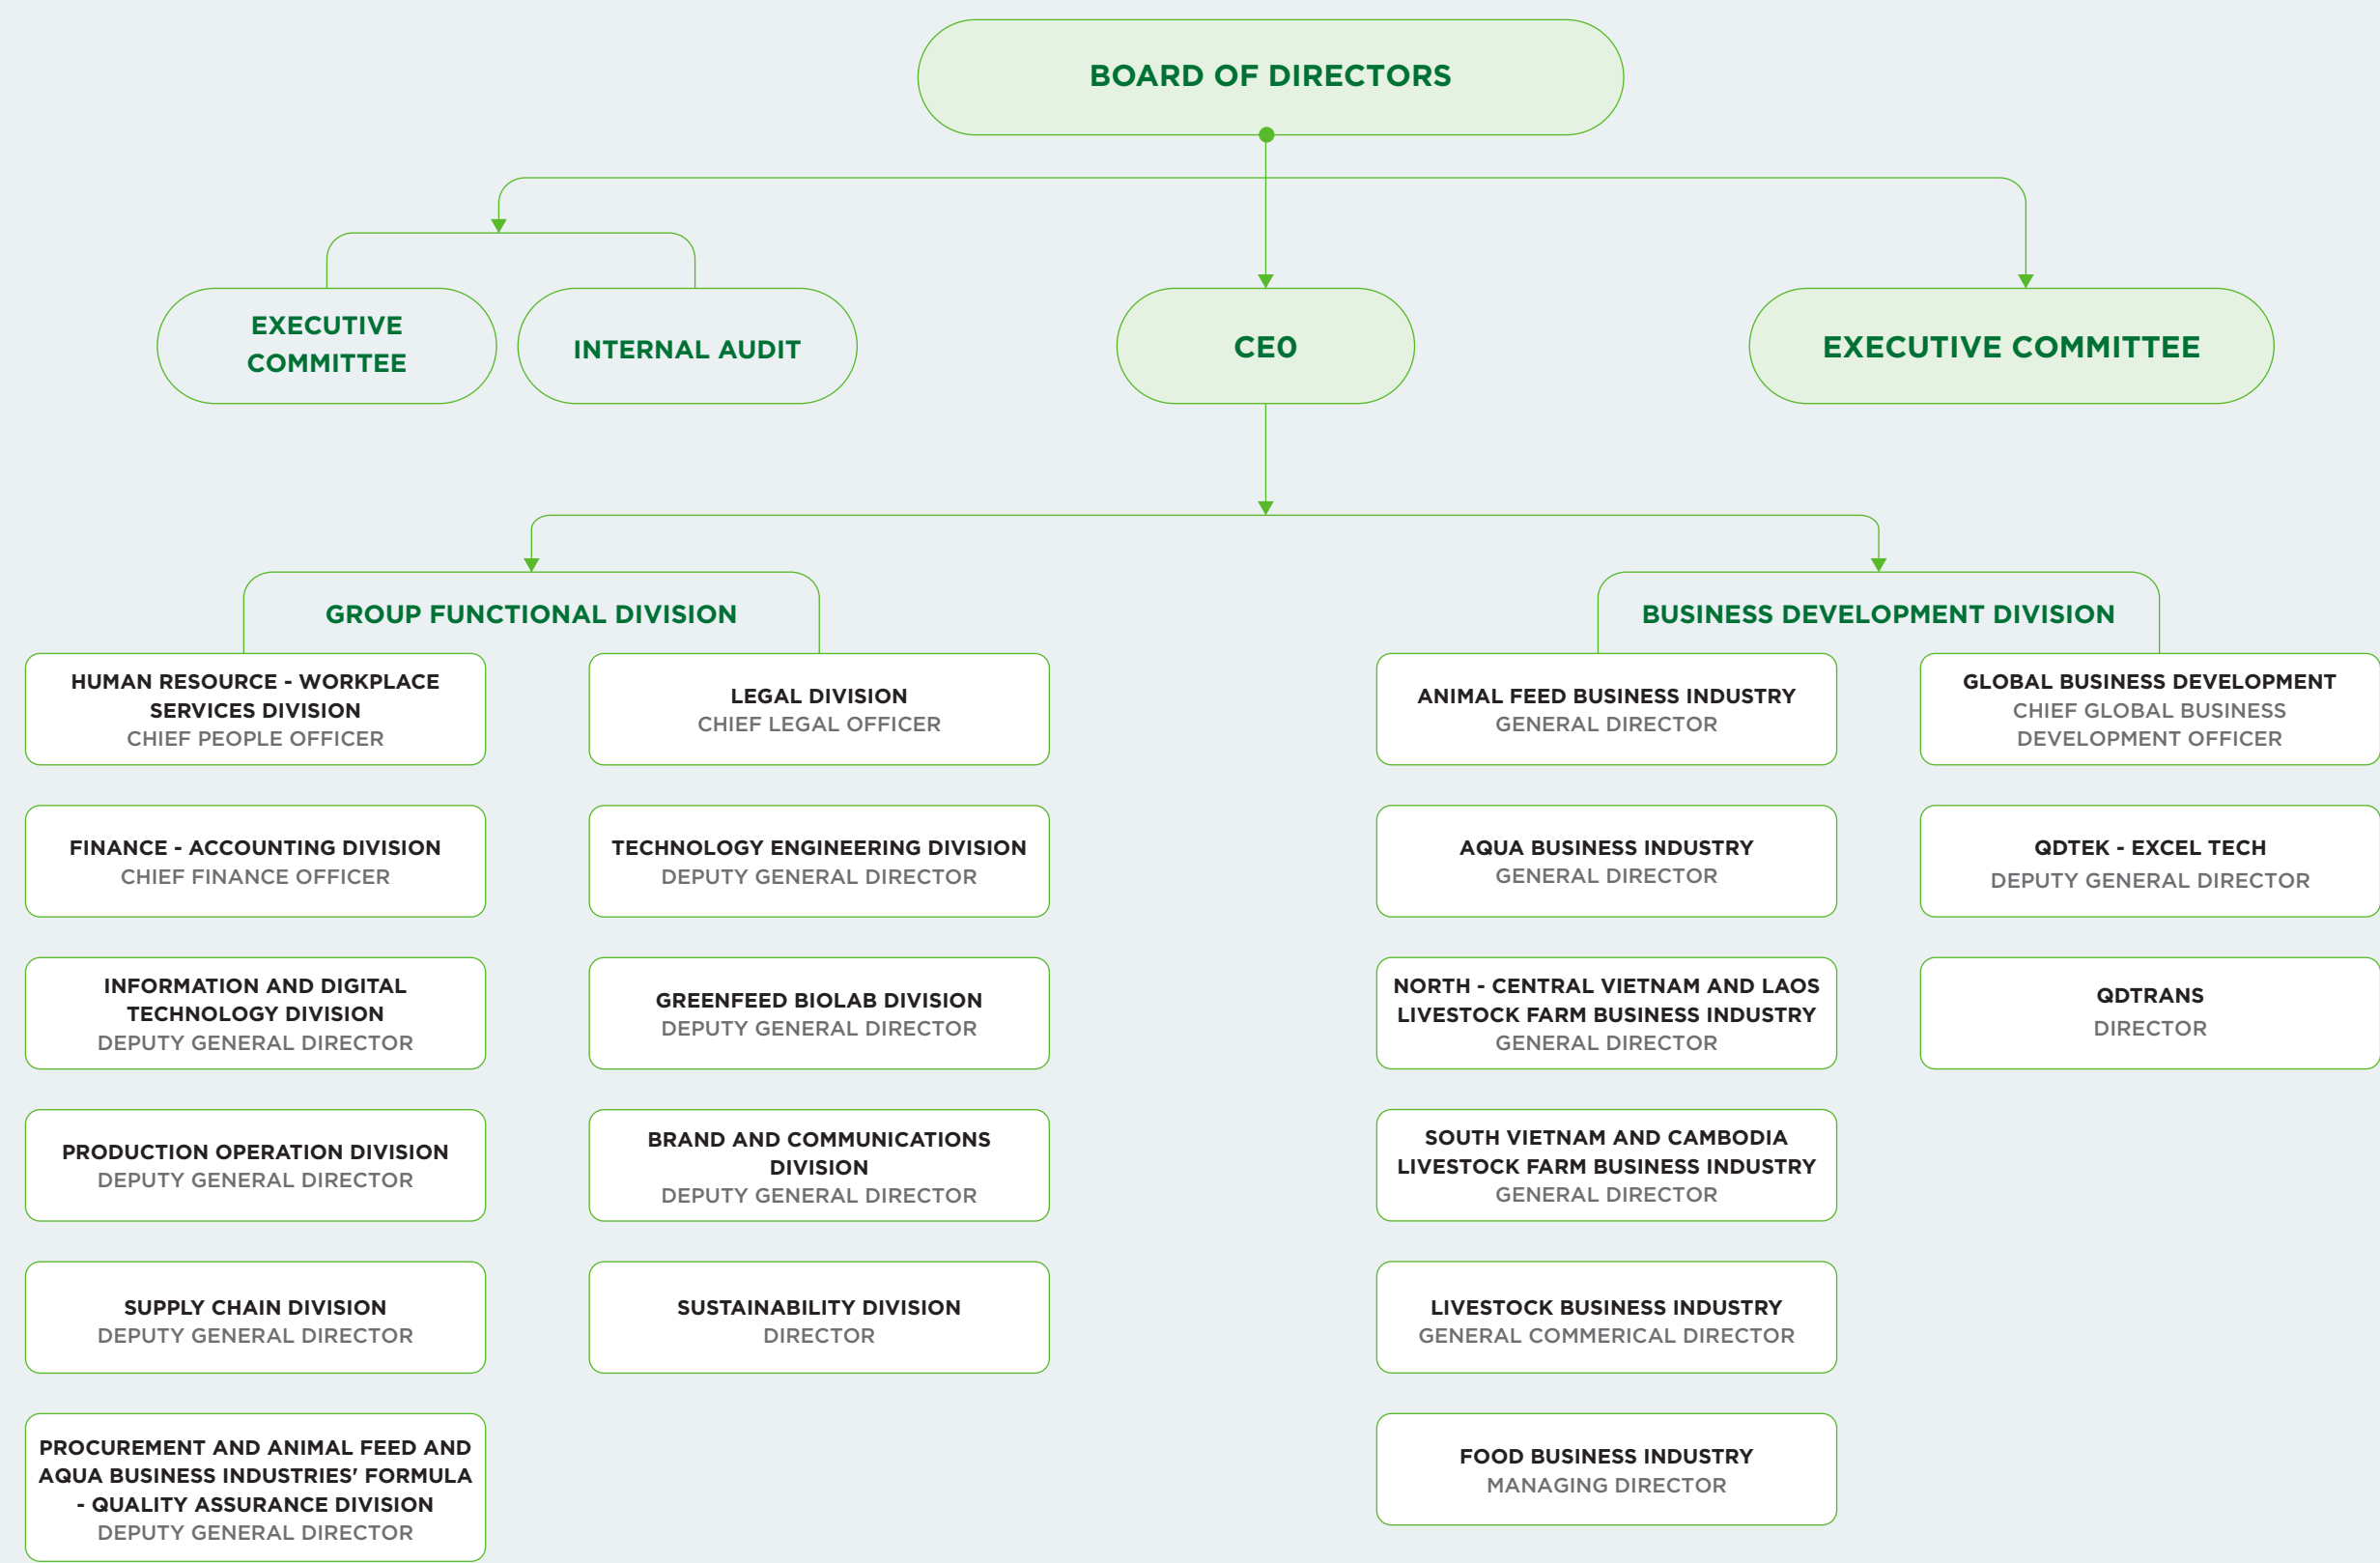 BOARD OF DIRECTORS
EXECUTIVE
COMMITTEE
INTERNAL AUDIT
CE0
EXECUTIVE COMMITTEE
GROUP FUNCTIONAL DIVISION
HUMAN RESOURCE - WORKPLACE
SERVICES DIVISION
CHIEF PEOPLE OFFICER
FINANCE - ACCOUNTING DIVISION
CHIEF FINANCE OFFICER
INFORMATION AND DIGITAL
TECHNOLOGY DIVISION
DEPUTY GENERAL DIRECTOR
PRODUCTION OPERATION DIVISION
DEPUTY GENERAL DIRECTOR
SUPPLY CHAIN DIVISION
DEPUTY GENERAL DIRECTOR
PROCUREMENT AND ANIMAL FEED AND
AQUA BUSINESS INDUSTRIES' FORMULA
- QUALITY ASSURANCE DIVISION
DEPUTY GENERAL DIRECTOR
LEGAL DIVISION
CHIEF LEGAL OFFICER
TECHNOLOGY ENGINEERING DIVISION
DEPUTY GENERAL DIRECTOR
GREENFEED BIOLAB DIVISION
DEPUTY GENERAL DIRECTOR
BRAND AND COMMUNICATIONS
DIVISION
DEPUTY GENERAL DIRECTOR
SUSTAINABILITY DIVISION
DIRECTOR
BUSINESS DEVELOPMENT DIVISION
ANIMAL FEED BUSINESS INDUSTRY
GENERAL DIRECTOR
AQUA BUSINESS INDUSTRY
GENERAL DIRECTOR
NORTH - CENTRAL VIETNAM AND LAOS
LIVESTOCK FARM BUSINESS INDUSTRY
GENERAL DIRECTOR
SOUTH VIETNAM AND CAMBODIA
LIVESTOCK FARM BUSINESS INDUSTRY
GENERAL DIRECTOR
LIVESTOCK BUSINESS INDUSTRY
GENERAL COMMERICAL DIRECTOR
FOOD BUSINESS INDUSTRY
MANAGING DIRECTOR
GLOBAL BUSINESS DEVELOPMENT
CHIEF GLOBAL BUSINESS
DEVELOPMENT OFFICER
QDTEK - EXCEL TECH
DEPUTY GENERAL DIRECTOR
QDTRANS
DIRECTOR